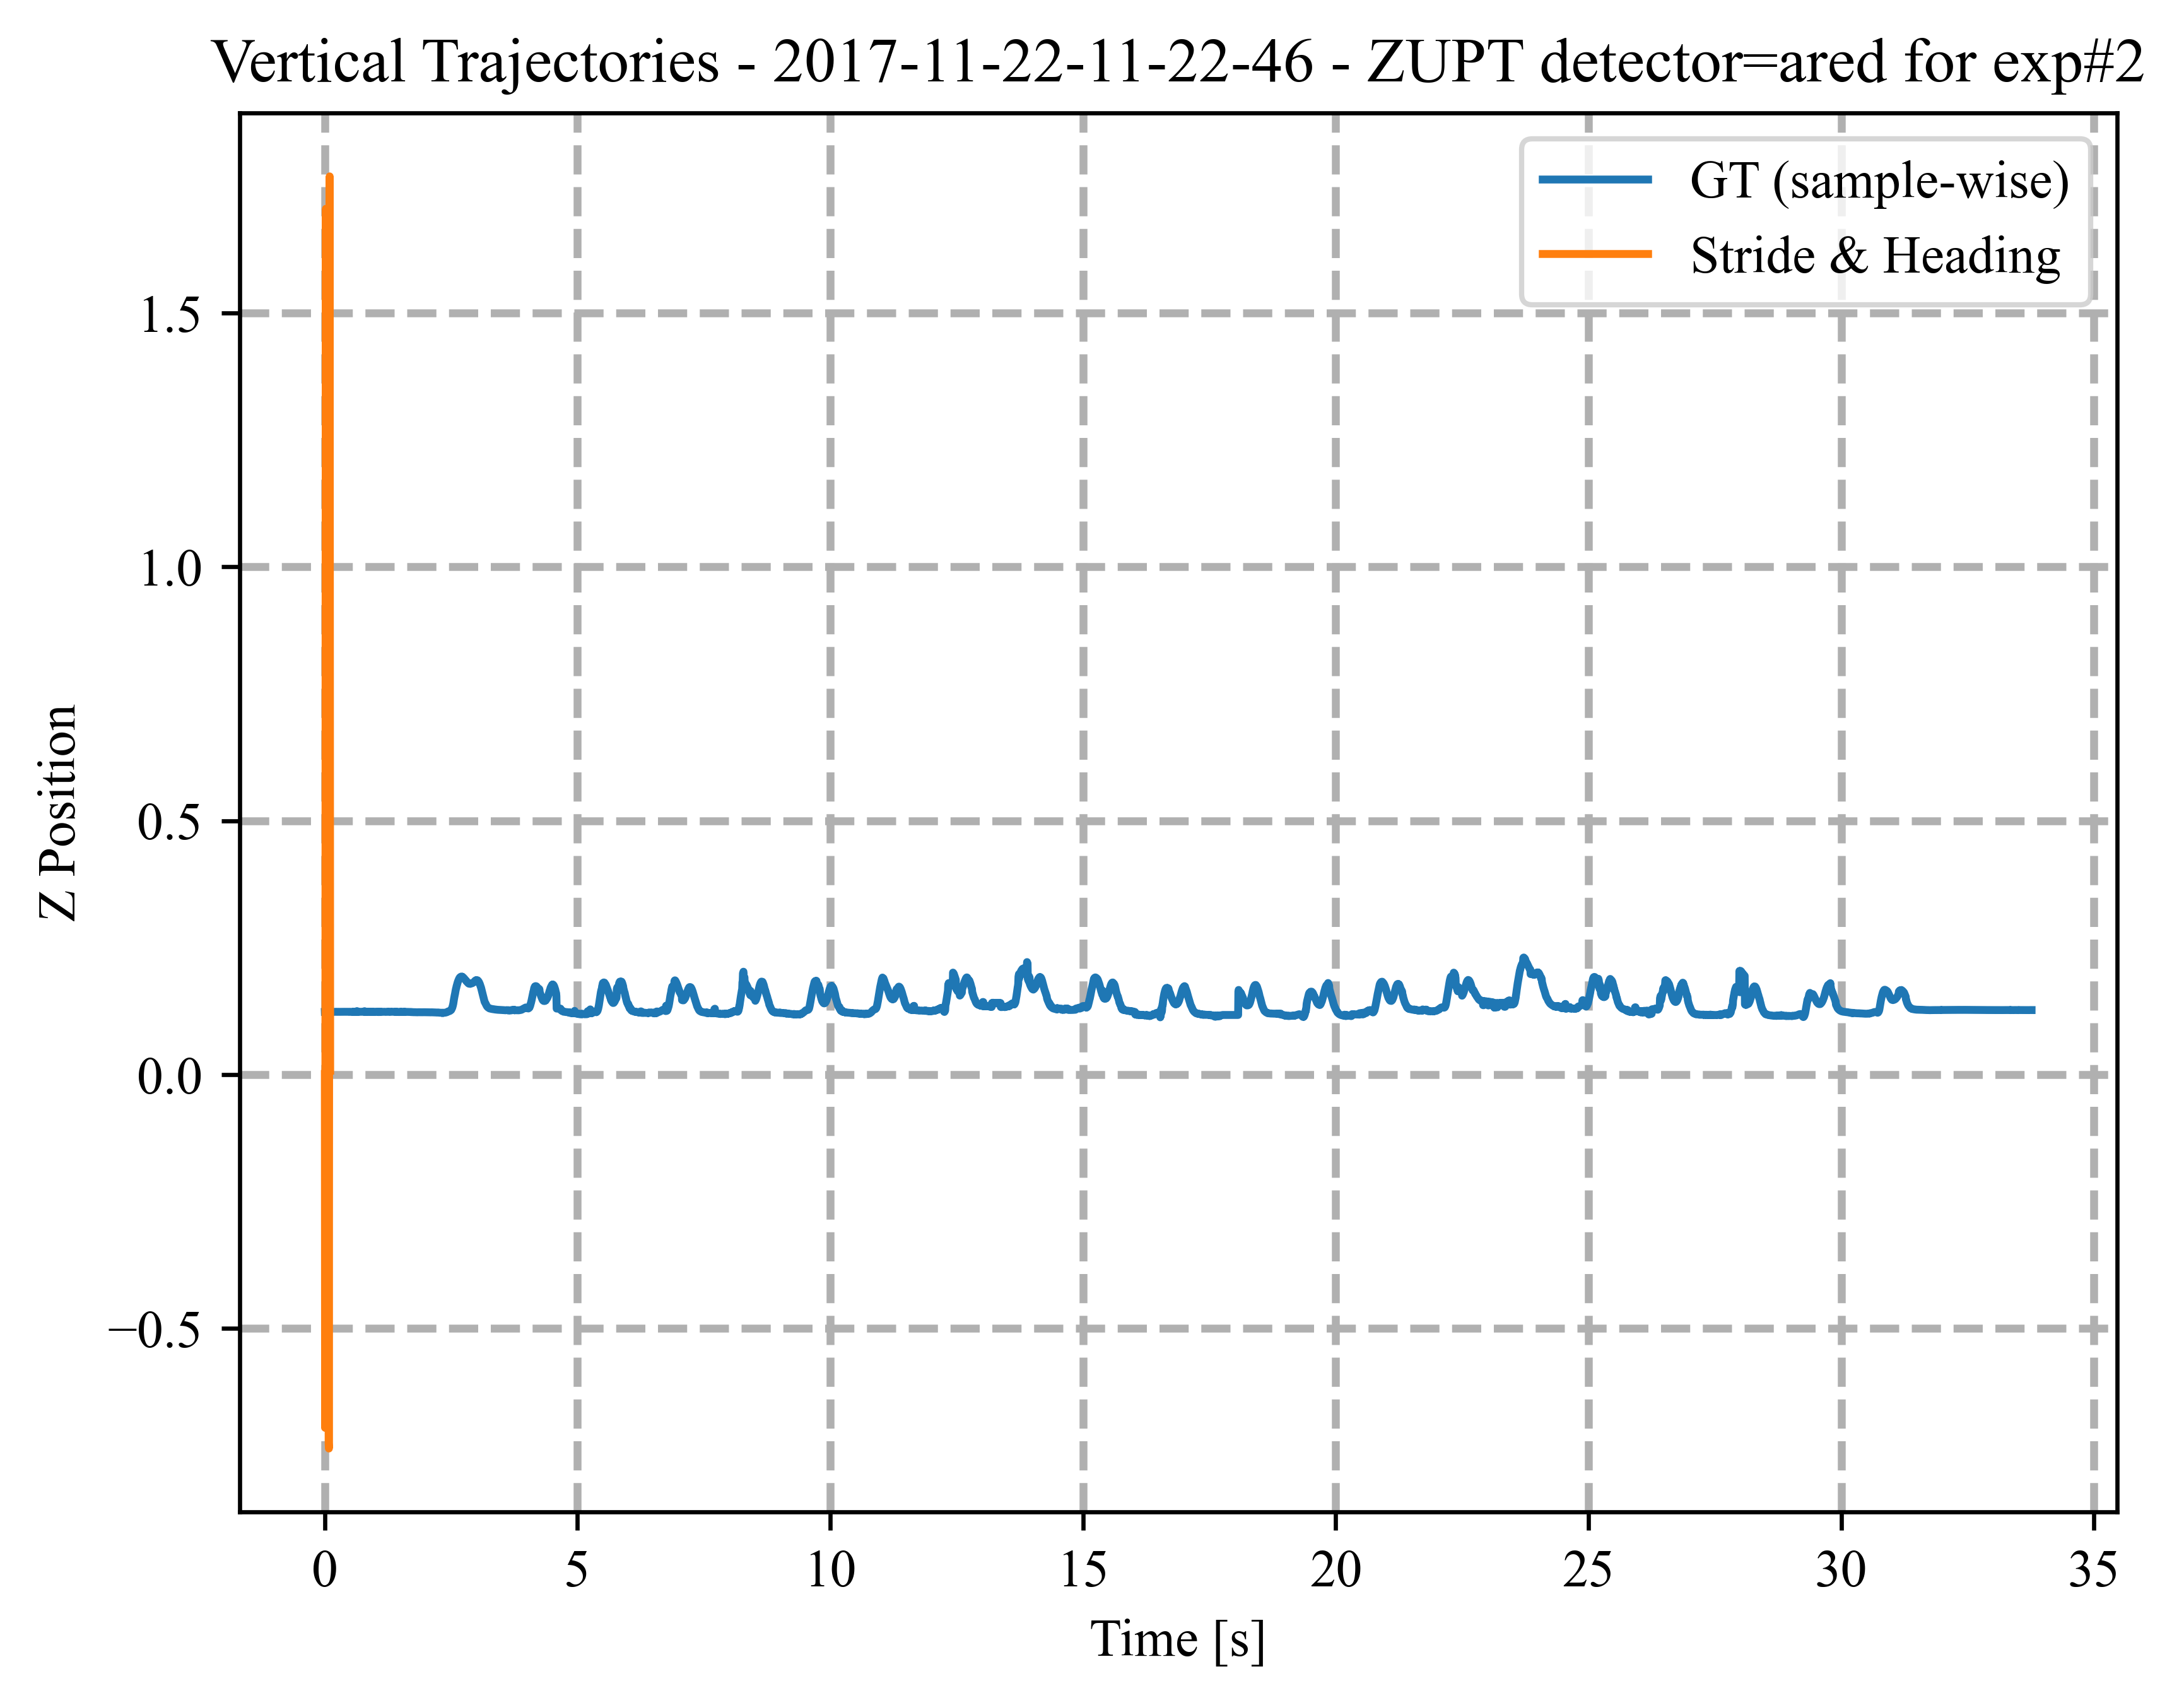 Vertical Trajectories - 2017-11-22-11-22-46 - ZUPT detector=ared for exp#2
GT (sample-wise)
Stride & Heading
1.5
1.0
0.5
0.0
−0.5
Z Position
0 5 10 15 20 25 30 35
Time [s]